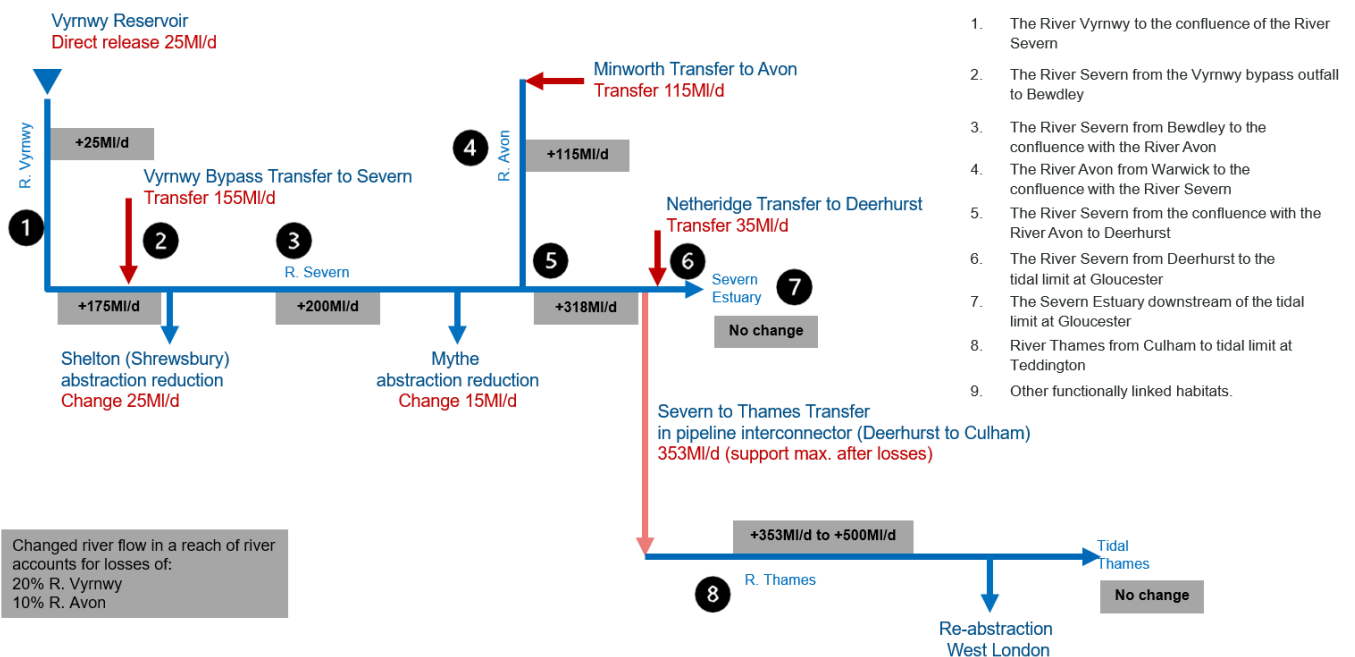 Vyrnwy Reservoir
Direct release 25Ml/d
R. Vyrnwy
+25Ml/d
1
Vyrnwy Bypass Transfer to Severn
Transfer 155Ml/d
2
3
R. Severn
+175Ml/d
+200Ml/d
Shelton (Shrewsbury)
abstraction reduction
Change 25Ml/d
Mythe
abstraction reduction
Change 15Ml/d
Minworth Transfer to Avon
Transfer 115Ml/d
4
R. Avon
+115Ml/d
Netheridge Transfer to Deerhurst
Transfer 35Ml/d
5
6
+318Ml/d
Severn
Estuary
7
No change
Severn to Thames Transfer
in pipeline interconnector (Deerhurst to Culham)
353Ml/d (support max. after losses)
+353Ml/d to +500Ml/d
8
R. Thames
Tidal
Thames
No change
Re-abstraction
West London
Changed river flow in a reach of river
accounts for losses of:
20% R. Vyrnwy
10% R. Avon
1. The River Vyrnwy to the confluence of the River
Severn
2. The River Severn from the Vyrnwy bypass outfall
to Bewdley
3. The River Severn from Bewdley to the
confluence with the River Avon
4. The River Avon from Warwick to the
confluence with the River Severn
5. The River Severn from the confluence with the
River Avon to Deerhurst
6. The River Severn from Deerhurst to the
tidal limit at Gloucester
7. The Severn Estuary downstream of the tidal
limit at Gloucester
8. River Thames from Culham to tidal limit at
Teddington
9. Other functionally linked habitats.